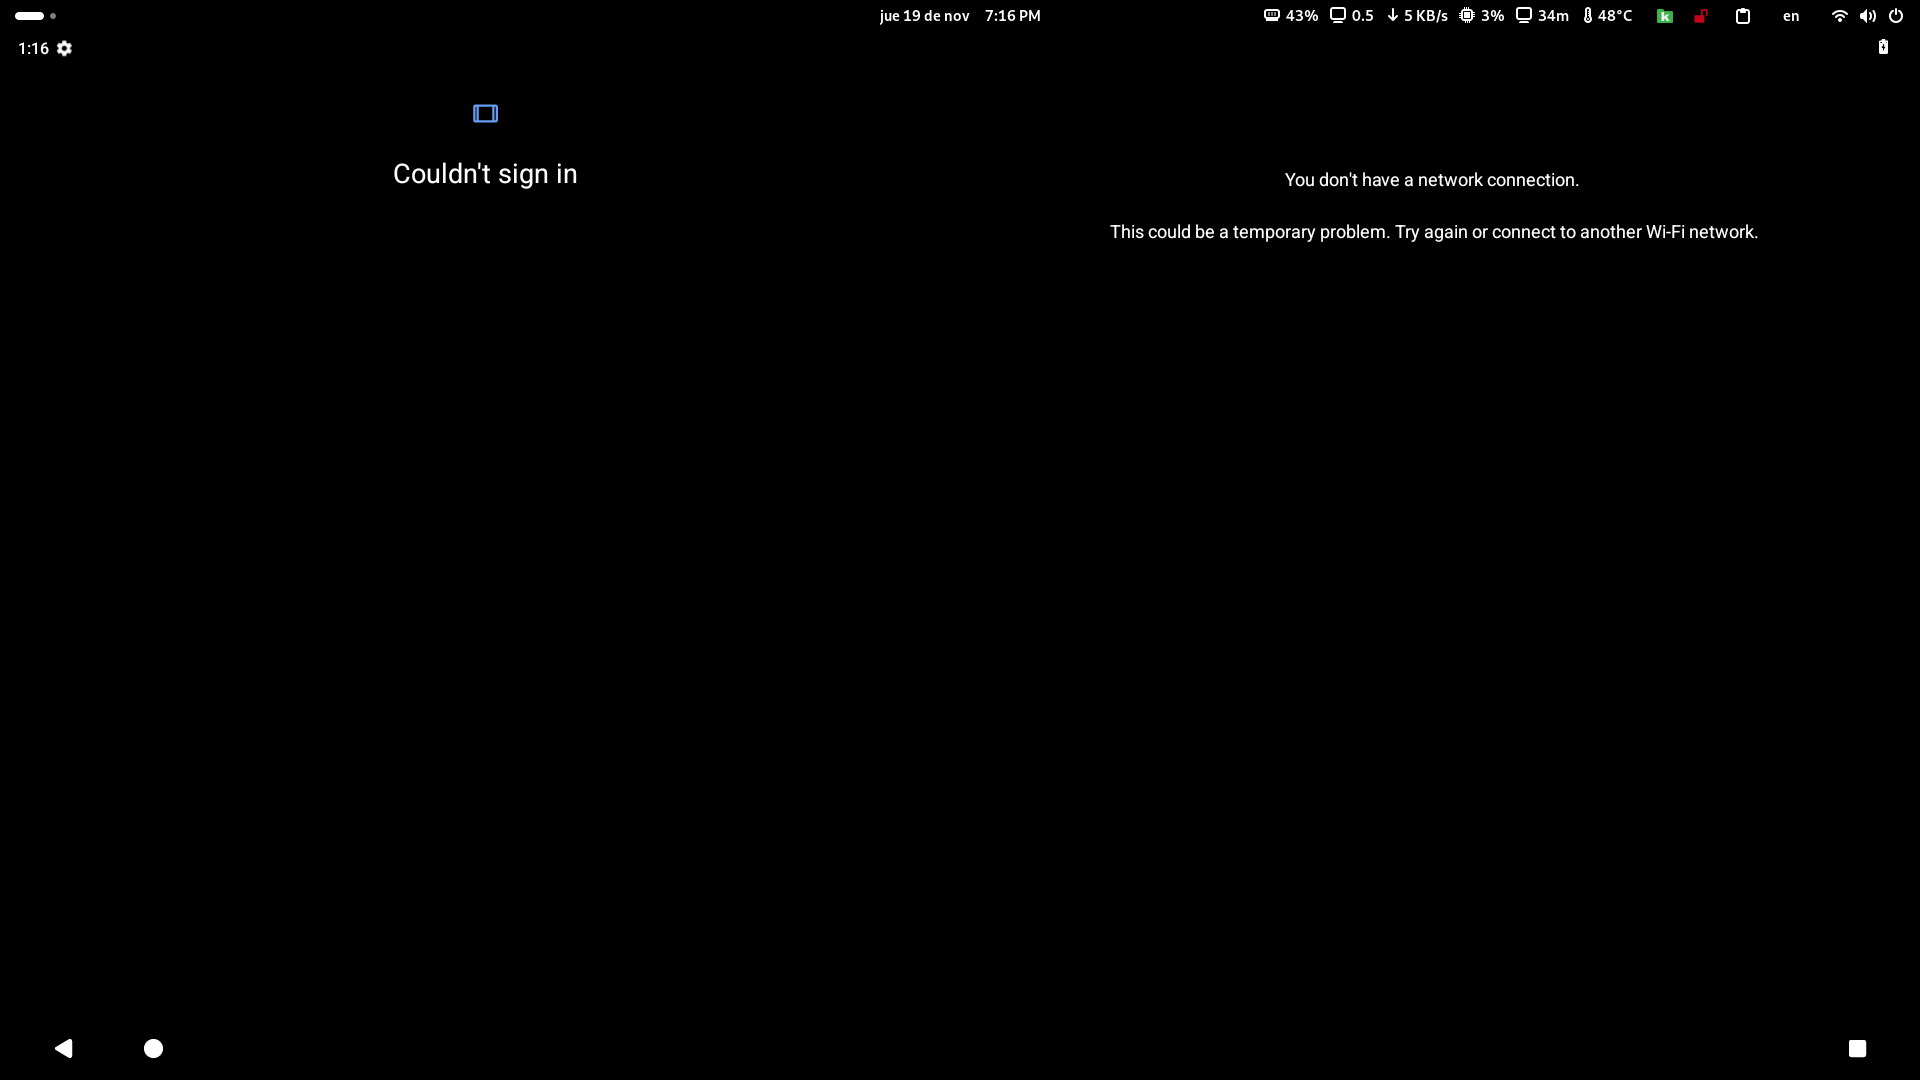 jue 19 de nov 7:16 PM 43% 0.5 5 KB/s 3% 34m 48°C k en
1:16
Couldn't sign in
You don't have a network connection.
This could be a temporary problem. Try again or connect to another Wi-Fi network.